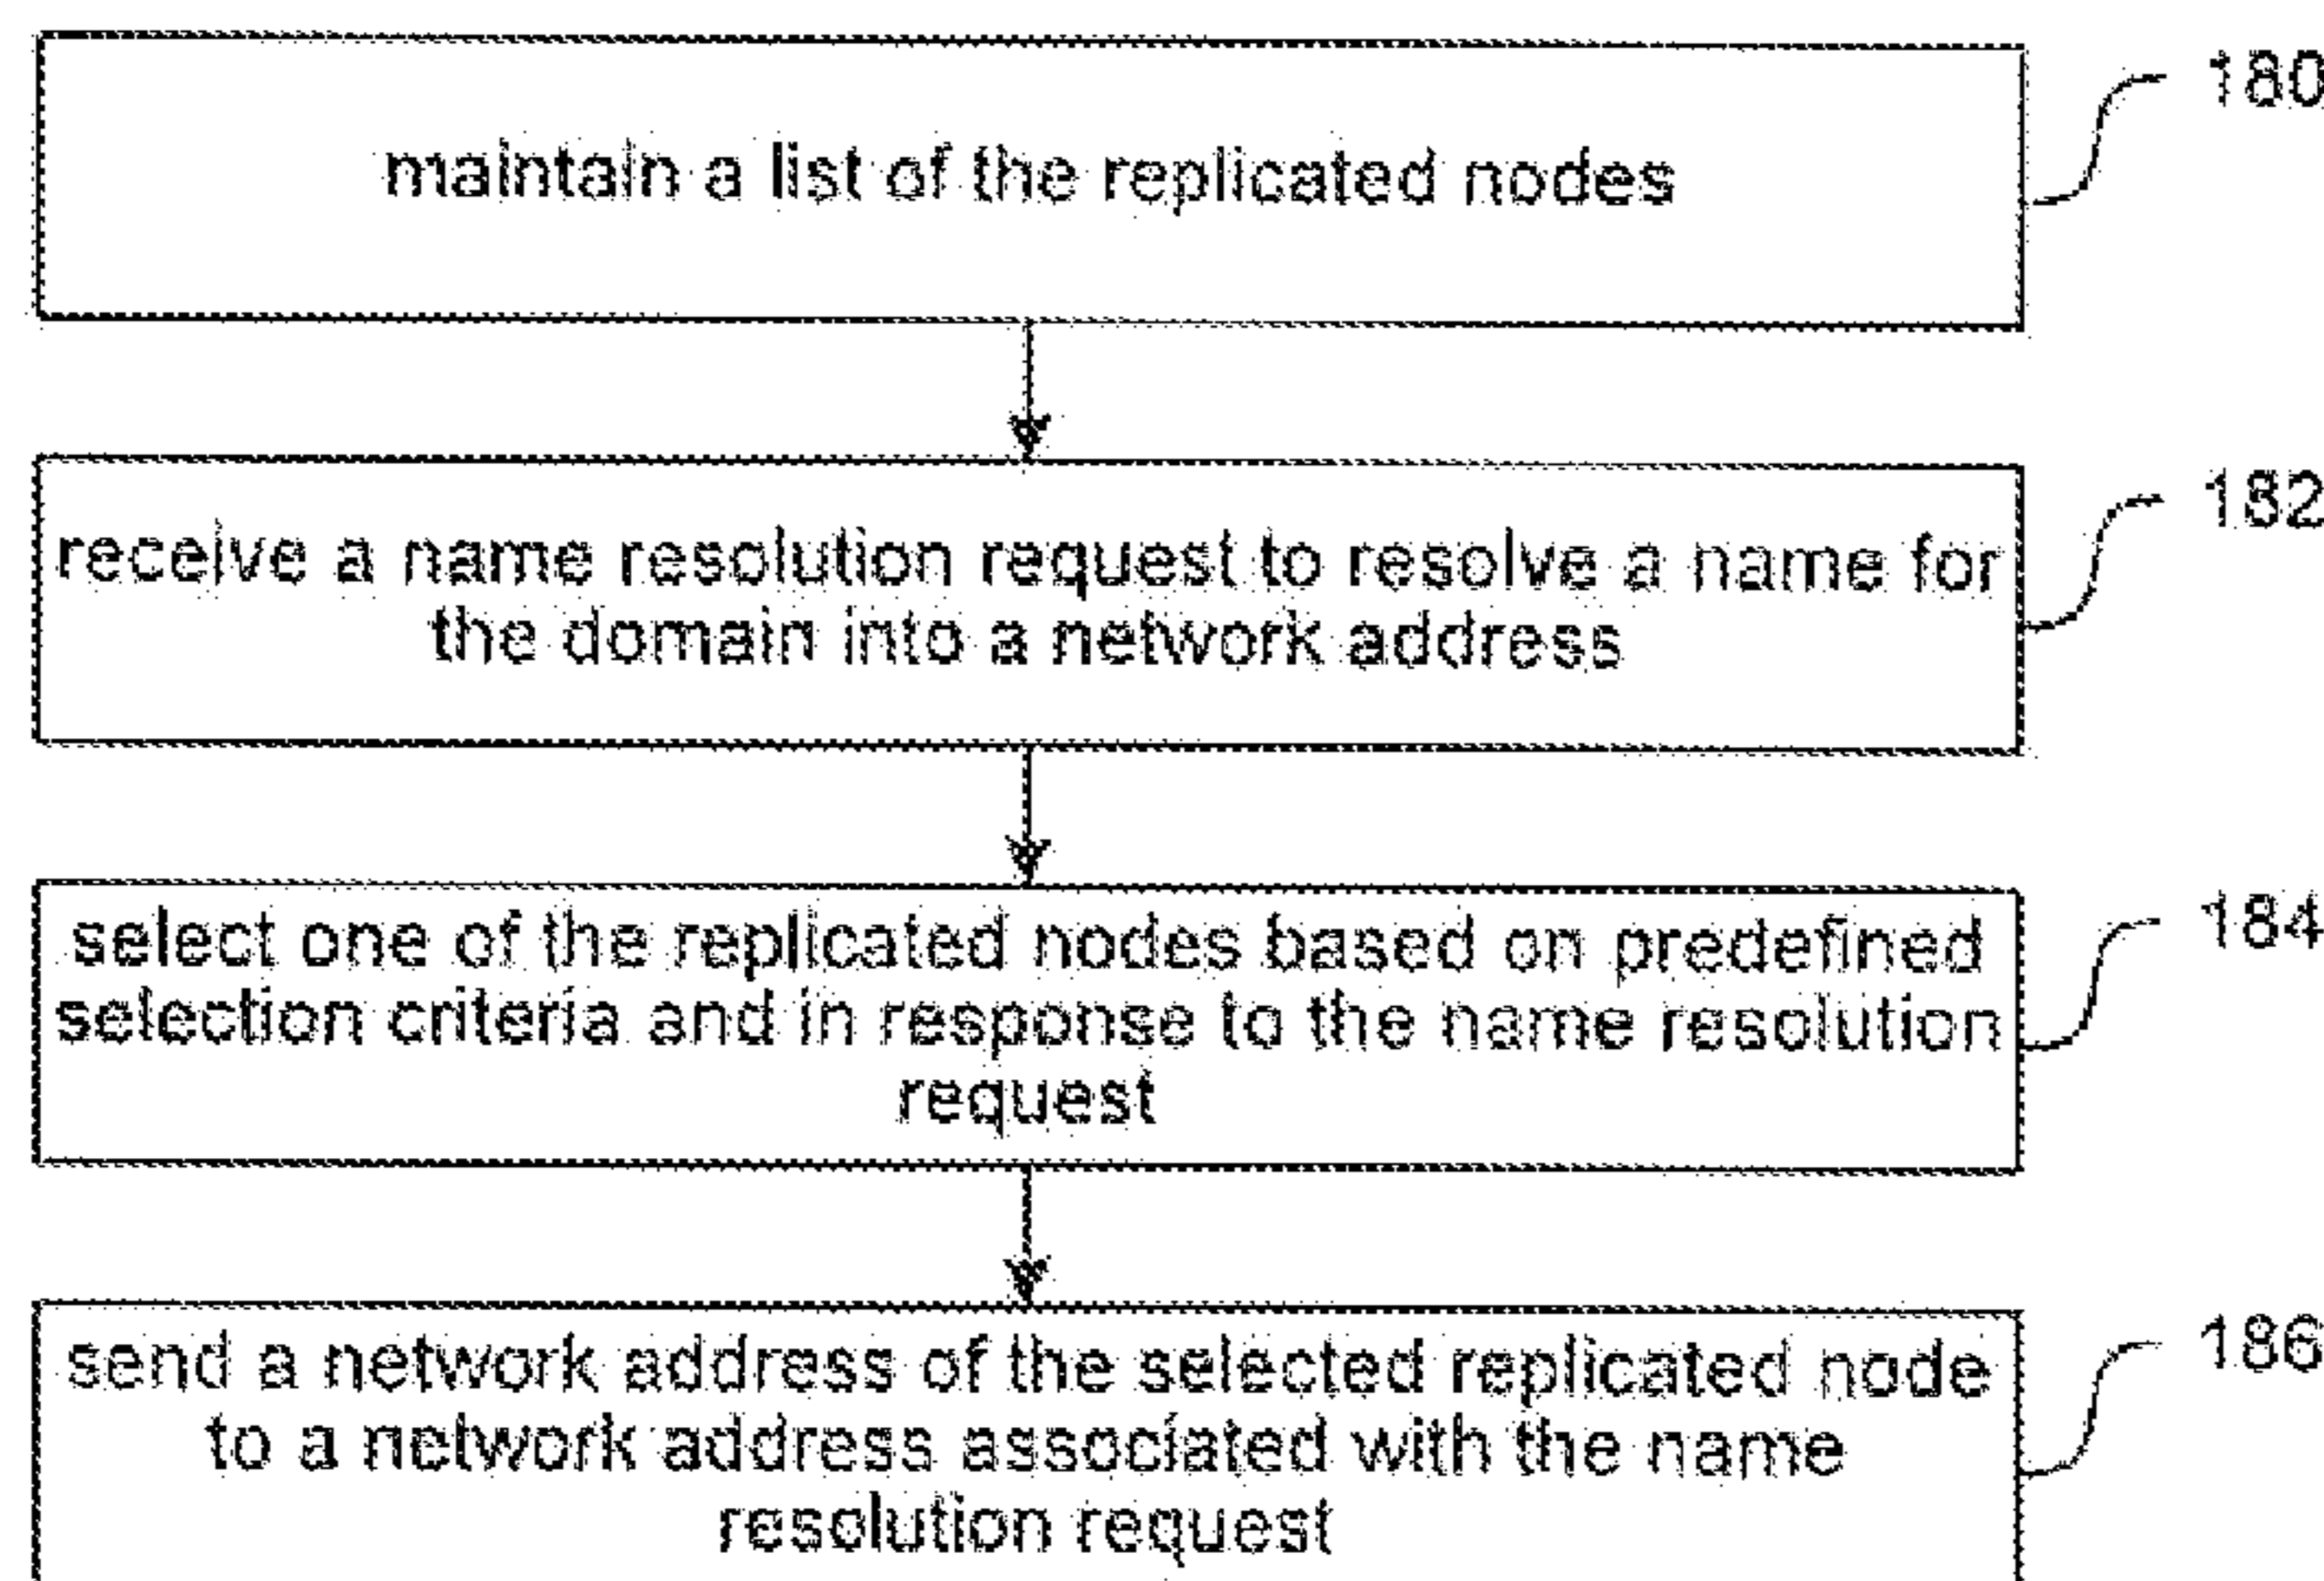 180
maintain a list of the replicated nodes
182
receive a name resolution request to resolve a name for
the domain into a network address
184
select one of the replicated nodes based on predefined
selection criteria and in response to the name resolution
request
186
send a network address of the selected replicated node
to a network address associated with the name
resolution request